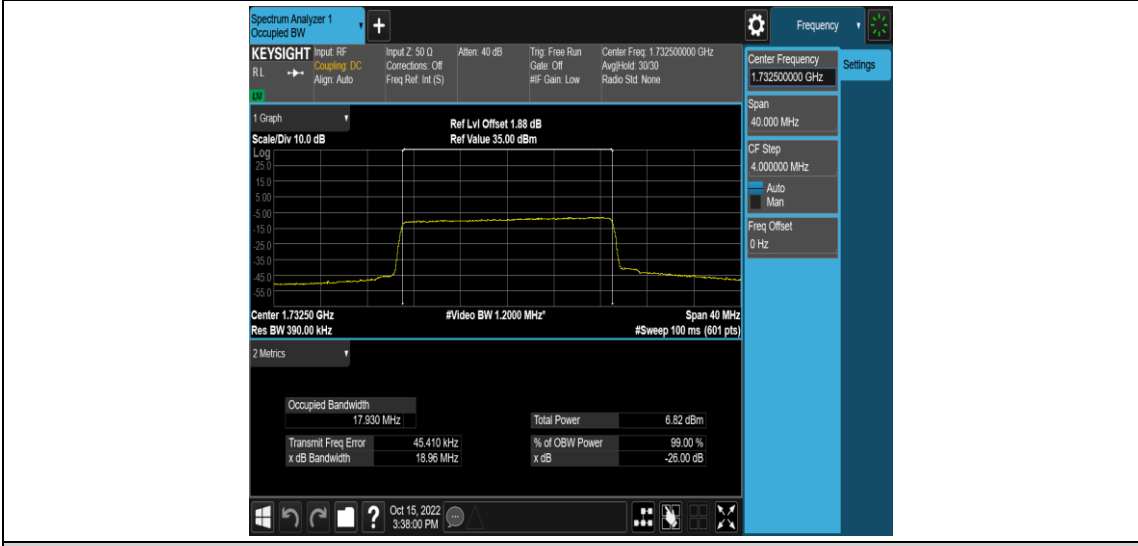 Spectrum Analyzer 1
Occupied BW
+
Frequency
KEYSIGHT
RL
Input: RF
Coupling: DC
Align: Auto
Input Z: 50 Ω
Corrections: Off
Freq Ref: Int (S)
Atten: 40 dB
Trig: Free Run
Gate: Off
#IF Gain: Low
Center Freq: 1.732500000 GHz
Avg|Hold: 30/30
Radio Std: None
Center Frequency
1.732500000 GHz
Settings
Span
40.000 MHz
CF Step
4.000000 MHz
Auto
Man
Freq Offset
0 Hz
1 Graph
Scale/Div 10.0 dB
Ref Lvl Offset 1.88 dB
Ref Value 35.00 dBm
Log
25.0
15.0
5.00
-5.00
-15.0
-25.0
-35.0
-45.0
-55.0
Center 1.73250 GHz
#Video BW 1.2000 MHz*
Span 40 MHz
Res BW 390.00 kHz
#Sweep 100 ms (601 pts)
2 Metrics
Occupied Bandwidth
17.930 MHz
Total Power 6.82 dBm
Transmit Freq Error 45.410 kHz
% of OBW Power 99.00 %
x dB Bandwidth 18.96 MHz
x dB -26.00 dB
?
Oct 15, 2022
3:38:00 PM